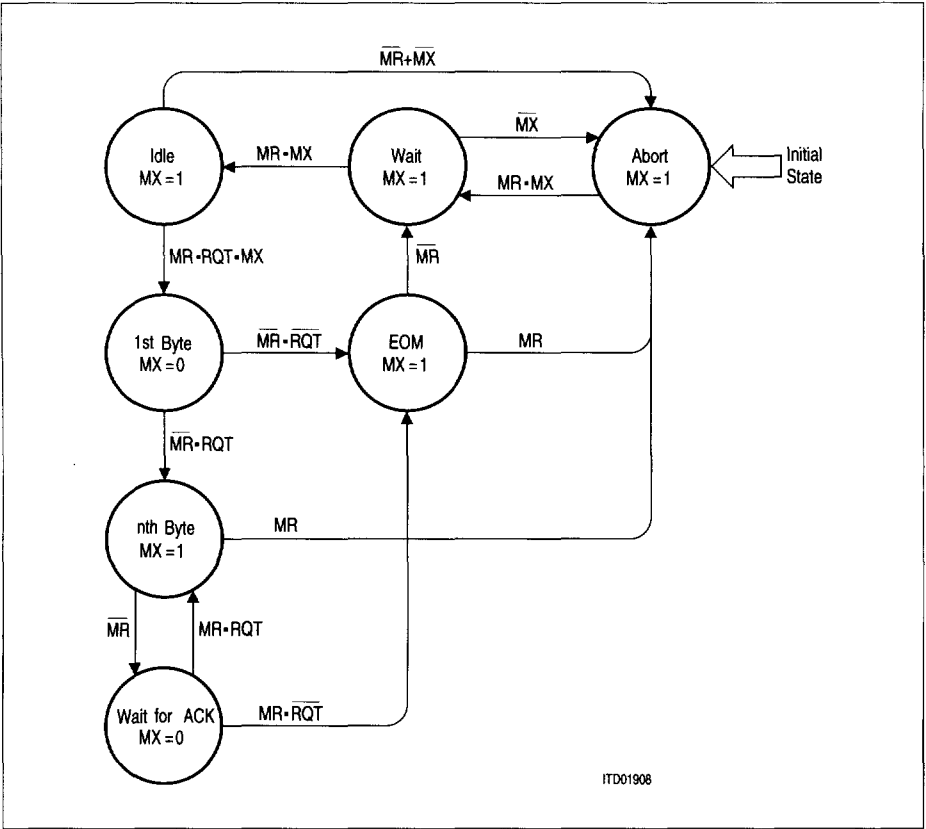 M̅R̅+M̅X̅
Idle
MX=1
MR▪MX
Wait
MX=1
M̅X̅
MR▪MX
Abort
MX=1
Initial
State
MR▪RQT▪MX
M̅R̅
1st Byte
MX=0
M̅R̅▪R̅Q̅T̅
EOM
MX=1
MR
M̅R̅▪RQT
nth Byte
MX=1
MR
M̅R̅
MR▪RQT
Wait for ACK
MX=0
MR▪R̅Q̅T̅
ITD01908